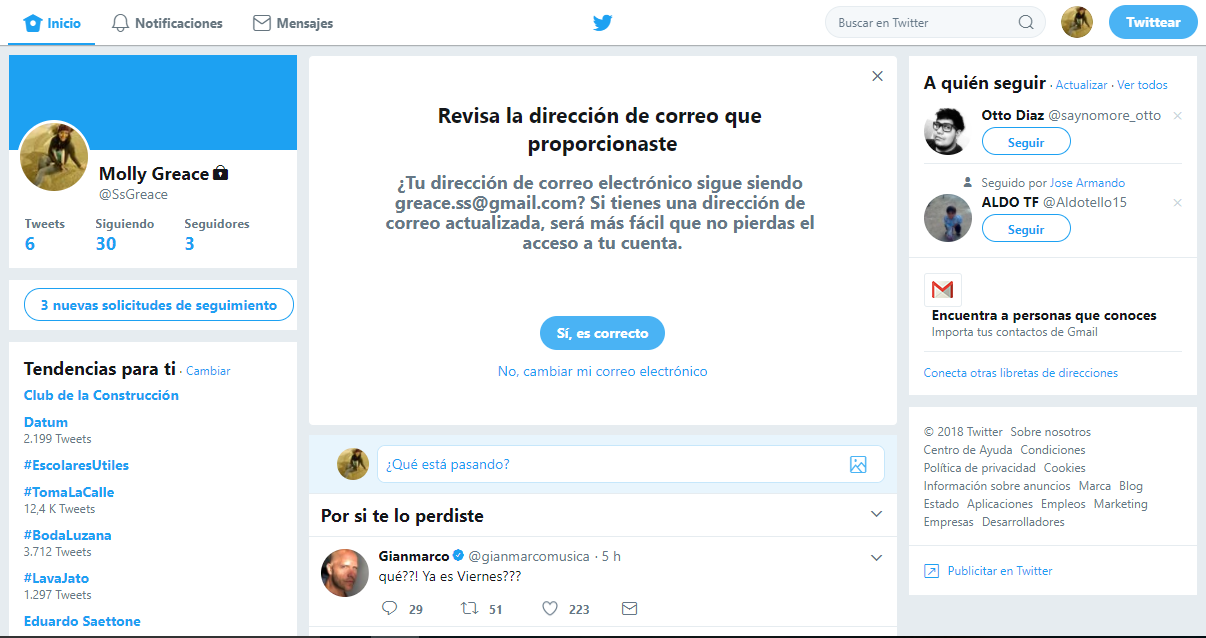 Inicio
Notificaciones
Mensajes
Buscar en Twitter
Twittear
Molly Greace
@SsGreace
Tweets Siguiendo Seguidores
6 30 3
3 nuevas solicitudes de seguimiento
Tendencias para ti · Cambiar
Club de la Construcción
Datum
2.199 Tweets
#EscolaresUtiles
#TomaLaCalle
12,4 K Tweets
#BodaLuzana
3.712 Tweets
#LavaJato
1.297 Tweets
Eduardo Saettone
Revisa la dirección de correo que
proporcionaste
¿Tu dirección de correo electrónico sigue siendo
greace.ss@gmail.com? Si tienes una dirección de
correo actualizada, será más fácil que no pierdas el
acceso a tu cuenta.
Sí, es correcto
No, cambiar mi correo electrónico
¿Qué está pasando?
Por si te lo perdiste
Gianmarco @gianmarcomusica · 5 h
qué??! Ya es Viernes???
29 51 223
A quién seguir · Actualizar · Ver todos
Otto Diaz @saynomore_otto
Seguir
Seguido por Jose Armando
ALDO TF @Aldotello15
Seguir
Encuentra a personas que conoces
Importa tus contactos de Gmail
Conecta otras libretas de direcciones
© 2018 Twitter Sobre nosotros
Centro de Ayuda Condiciones
Política de privacidad Cookies
Información sobre anuncios Marca Blog
Estado Aplicaciones Empleos Marketing
Empresas Desarrolladores
Publicitar en Twitter